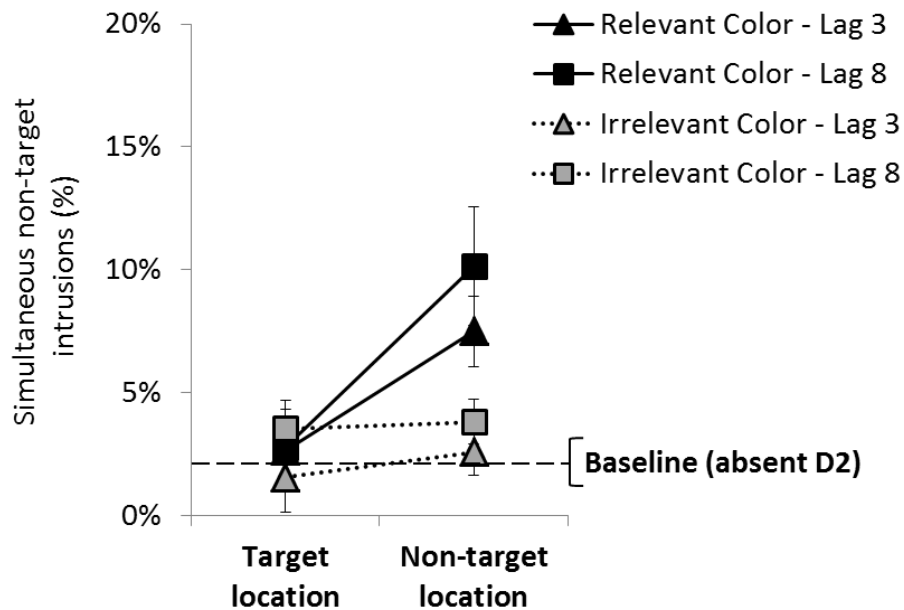 Simultaneous non-target
intrusions (%)
20%
15%
10%
5%
0%
Relevant Color - Lag 3
Relevant Color - Lag 8
Irrelevant Color - Lag 3
Irrelevant Color - Lag 8
Baseline (absent D2)
Target
location
Non-target
location